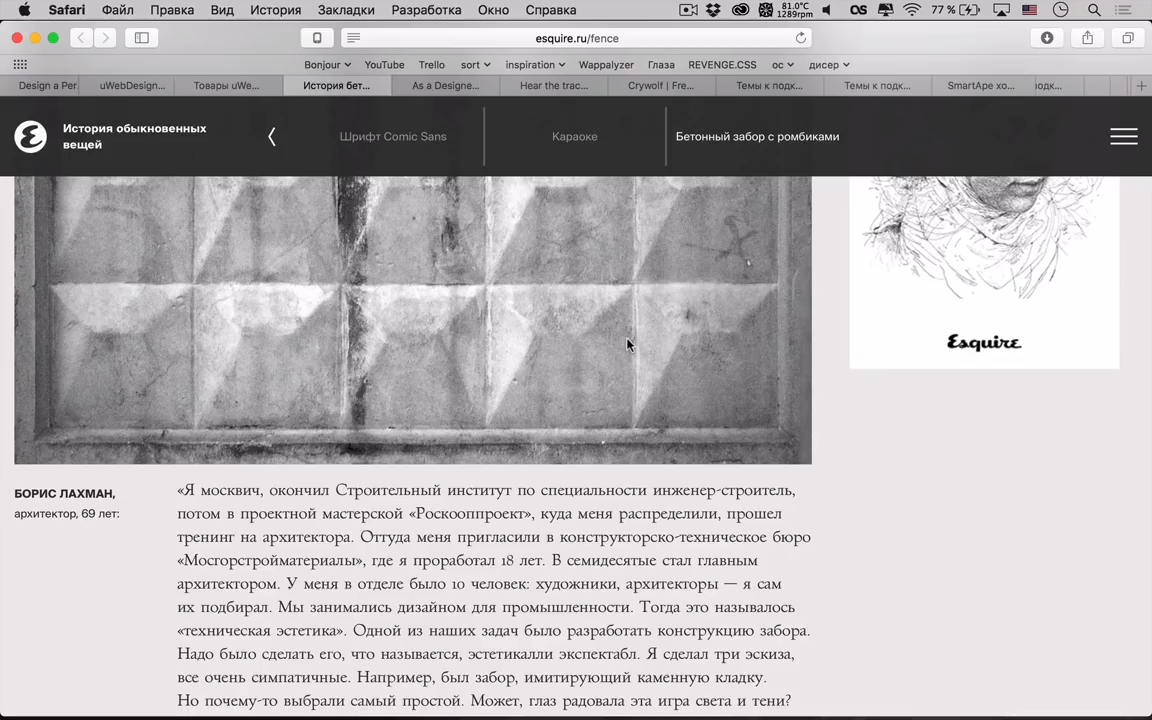 Safari Файл Правка Вид История Закладки Разработка Окно Справка 81.0°C 1289rpm OS 77 %
esquire.ru/fence
Bonjour YouTube Trello sort inspiration Wappalyzer Глаза REVENGE.CSS ос дисер
Design a Per uWebDesign... Товары uWe... История бет... As a Designe... Hear the trac... Crywolf | Fre... Темы к подк... Темы к подк... SmartApe хо... подк...
История обыкновенных
вещей
Шрифт Comic Sans Караоке Бетонный забор с ромбиками
Esquire
БОРИС ЛАХМАН,
архитектор, 69 лет:
«Я москвич, окончил Строительный институт по специальности инженер-строитель,
потом в проектной мастерской «Роскооппроект», куда меня распределили, прошел
тренинг на архитектора. Оттуда меня пригласили в конструкторско-техническое бюро
«Мосгорстройматериалы», где я проработал 18 лет. В семидесятые стал главным
архитектором. У меня в отделе было 10 человек: художники, архитекторы — я сам
их подбирал. Мы занимались дизайном для промышленности. Тогда это называлось
«техническая эстетика». Одной из наших задач было разработать конструкцию забора.
Надо было сделать его, что называется, эстетикалли экспектабл. Я сделал три эскиза,
все очень симпатичные. Например, был забор, имитирующий каменную кладку.
Но почему-то выбрали самый простой. Может, глаз радовала эта игра света и тени?